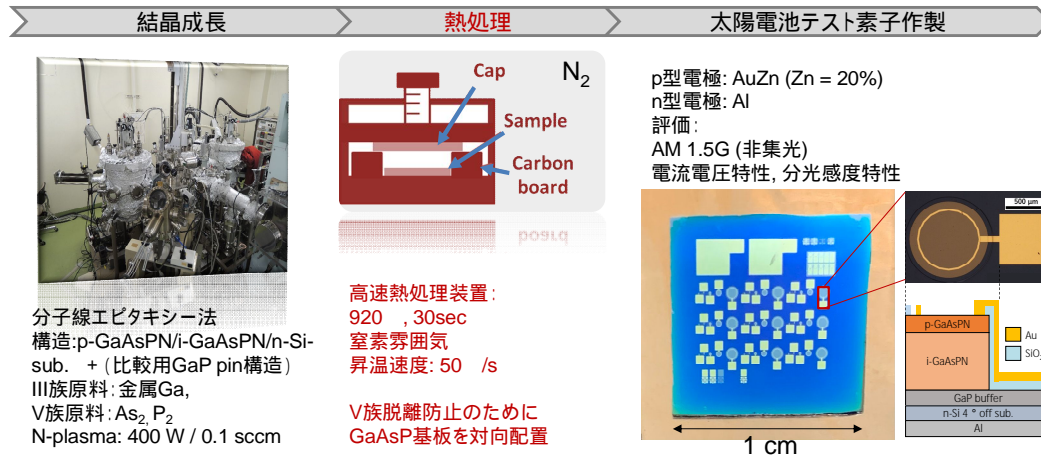 結晶成長
熱処理
太陽電池テスト素子作製
分子線エピタキシー法
構造:p-GaAsPN/i-GaAsPN/n-Si-
sub. + (比較用GaP pin構造)
III族原料: 金属Ga,
V族原料: As2, P2
N-plasma: 400 W / 0.1 sccm
N2
Cap
Sample
Carbon
board
高速熱処理装置:
920 , 30sec
窒素雰囲気
昇温速度: 50 /s
V族脱離防止のために
GaAsP基板を対向配置
p型電極: AuZn (Zn = 20%)
n型電極: Al
評価:
AM 1.5G (非集光)
電流電圧特性, 分光感度特性
1 cm
500 μm
p-GaAsPN
i-GaAsPN
GaP buffer
n-Si 4 ° off sub.
Al
Au
SiO2